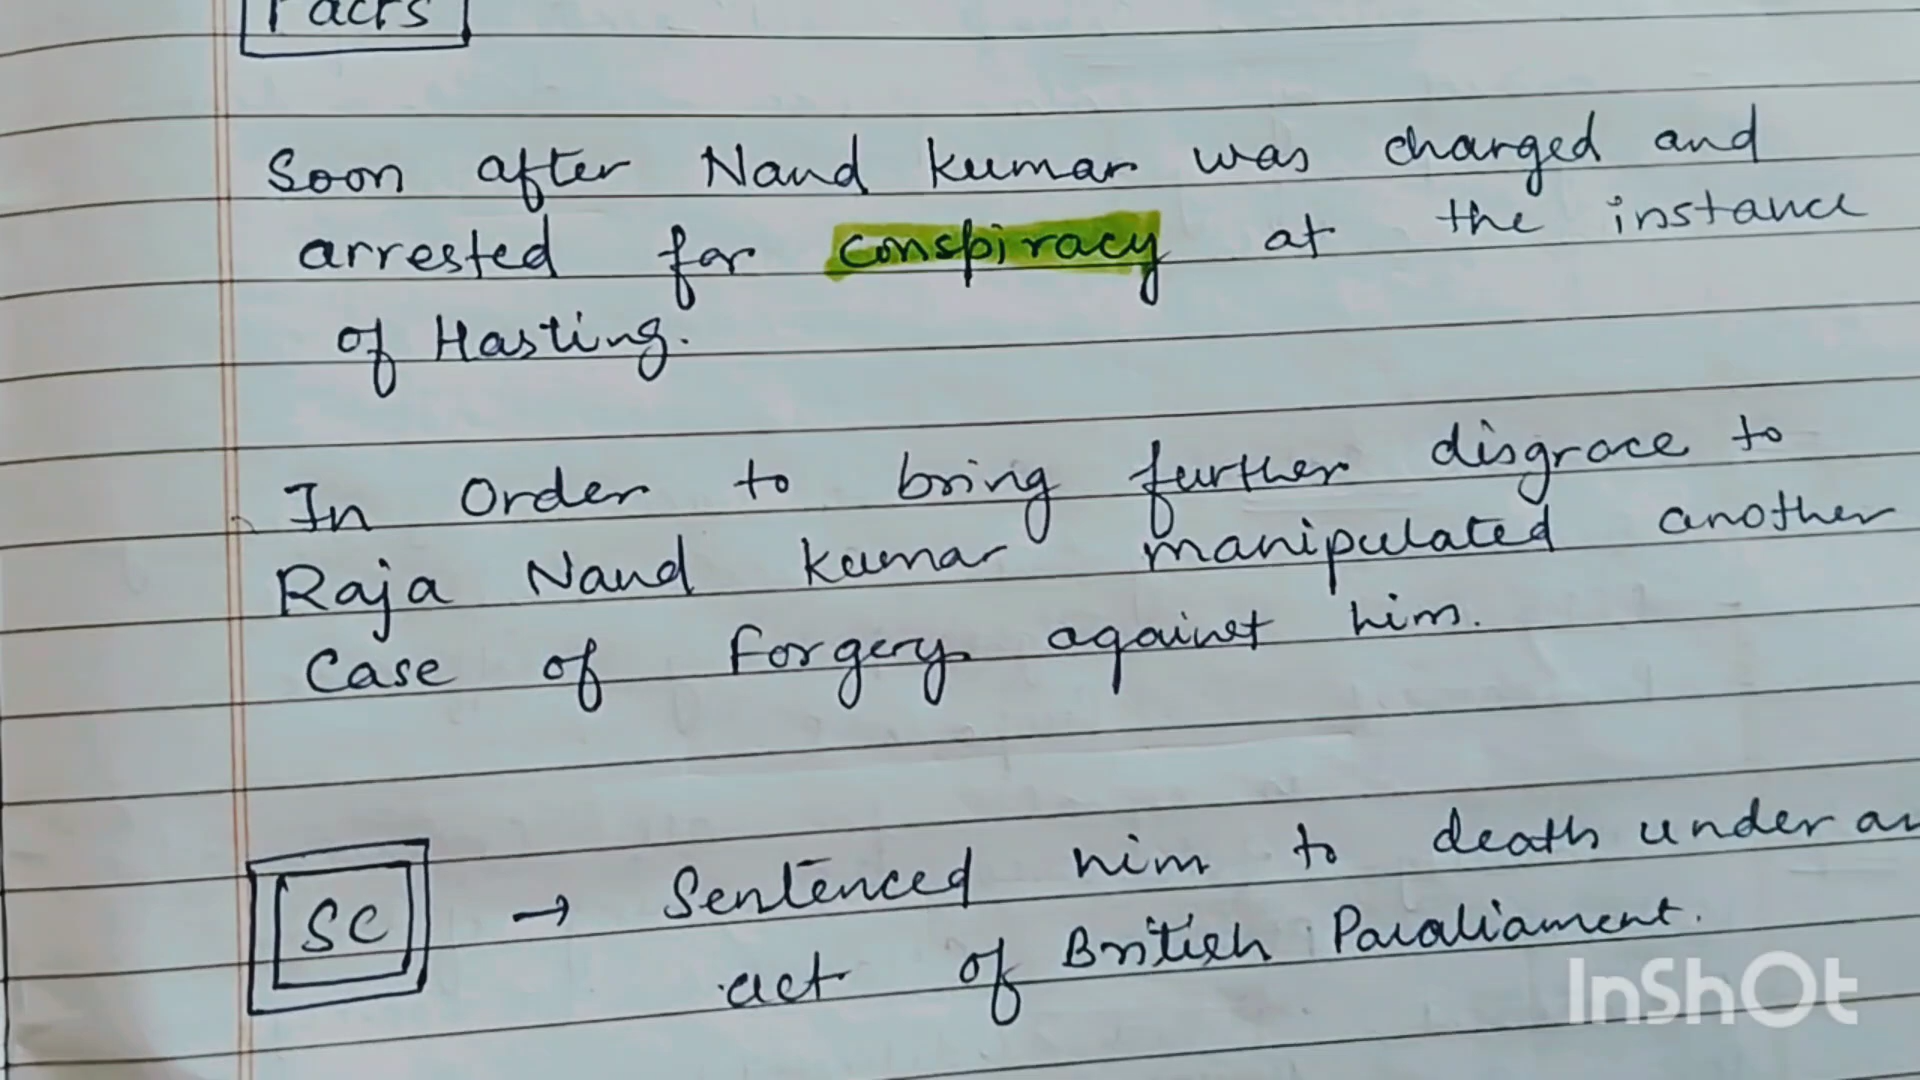 Facts
Soon after Nand Kumar was charged and
arrested for conspiracy at the instance
of Hasting.
In Order to bring further disgrace to
Raja Nand Kumar manipulated another
Case of Forgery against him.
SC → Sentenced him to death under an
act of British Paraliament.
InShOt